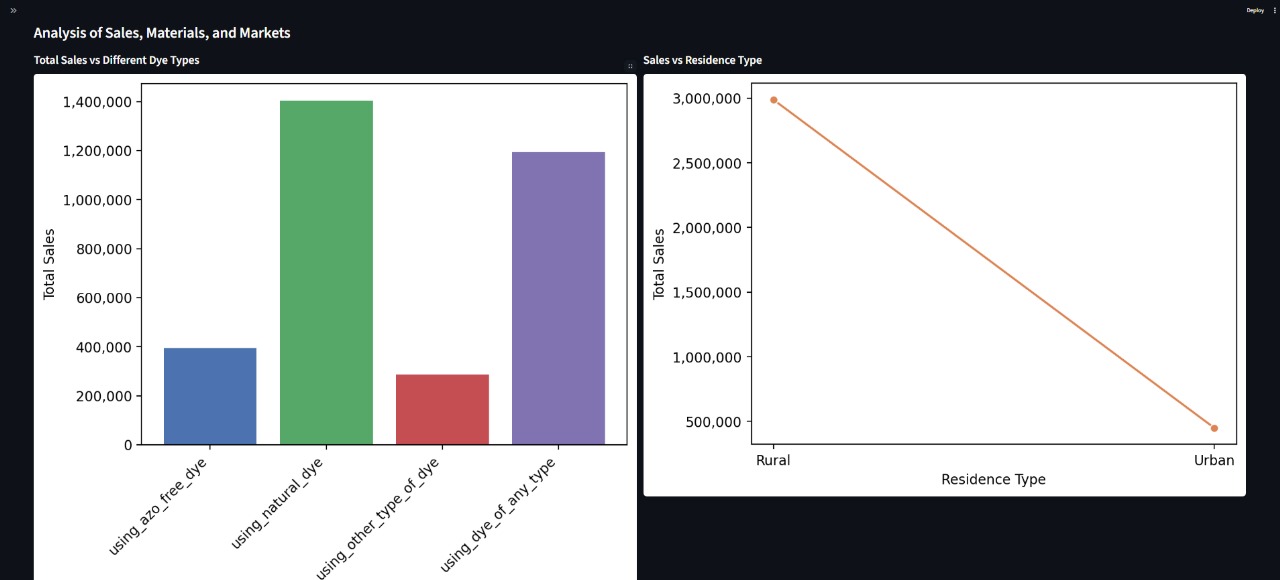 »
Deploy
Analysis of Sales, Materials, and Markets
Total Sales vs Different Dye Types
1,400,000
1,200,000
1,000,000
800,000
600,000
400,000
200,000
0
Total Sales
using_azo_free_dye
using_natural_dye
using_other_type_of_dye
using_dye_of_any_type
Sales vs Residence Type
3,000,000
2,500,000
2,000,000
1,500,000
1,000,000
500,000
Total Sales
Rural
Urban
Residence Type